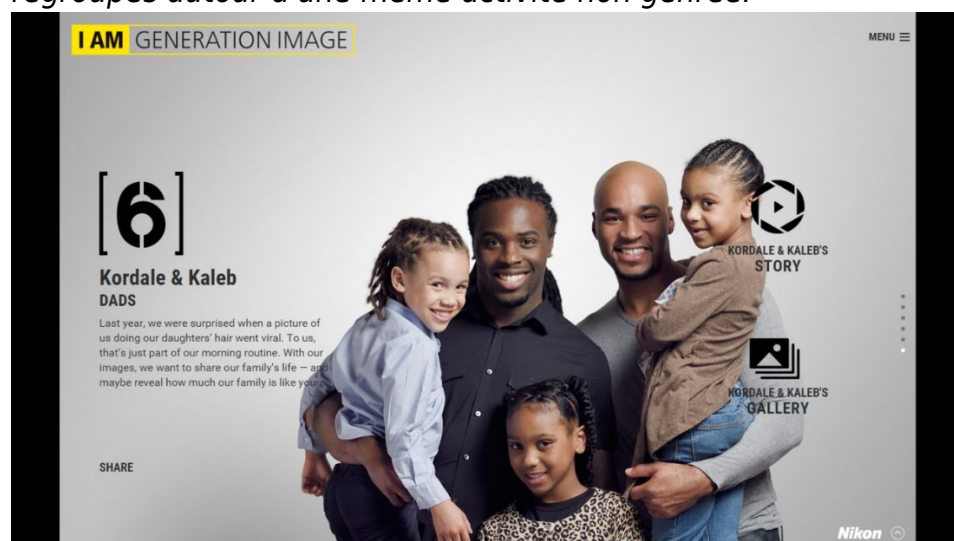 regroupés autour d'une même activité non genrée.
I AM GENERATION IMAGE
MENU
[6]
Kordale & Kaleb
DADS
Last year, we were surprised when a picture of
us doing our daughters' hair went viral. To us,
that's just part of our morning routine. With our
images, we want to share our family's life – and
maybe reveal how much our family is like
SHARE
KORDALE & KALEB'S
STORY
KORDALE & KALEB'S
GALLERY
Nikon